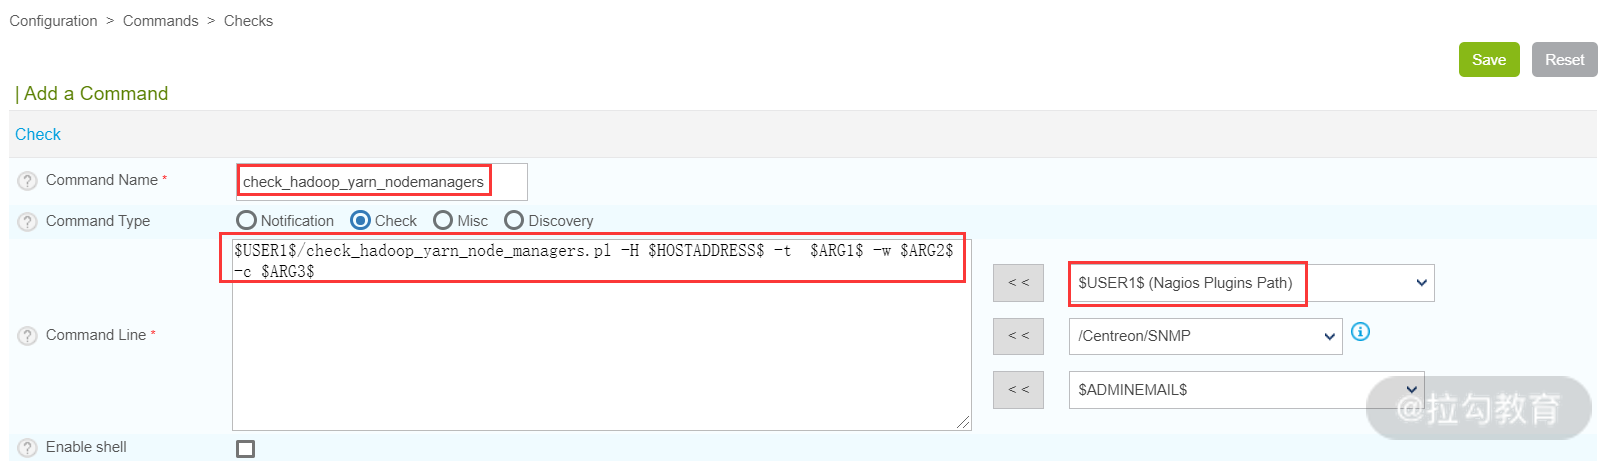 Configuration > Commands > Checks
Save Reset
| Add a Command
Check
Command Name *
check_hadoop_yarn_nodemanagers
Command Type
Notification Check Misc Discovery
$USER1$/check_hadoop_yarn_node_managers.pl -H $HOSTADDRESS$ -t  $ARG1$ -w $ARG2$
-c $ARG3$
<< $USER1$ (Nagios Plugins Path)
Command Line *
<< /Centreon/SNMP
<< $ADMINEMAIL$
@拉勾教育
Enable shell